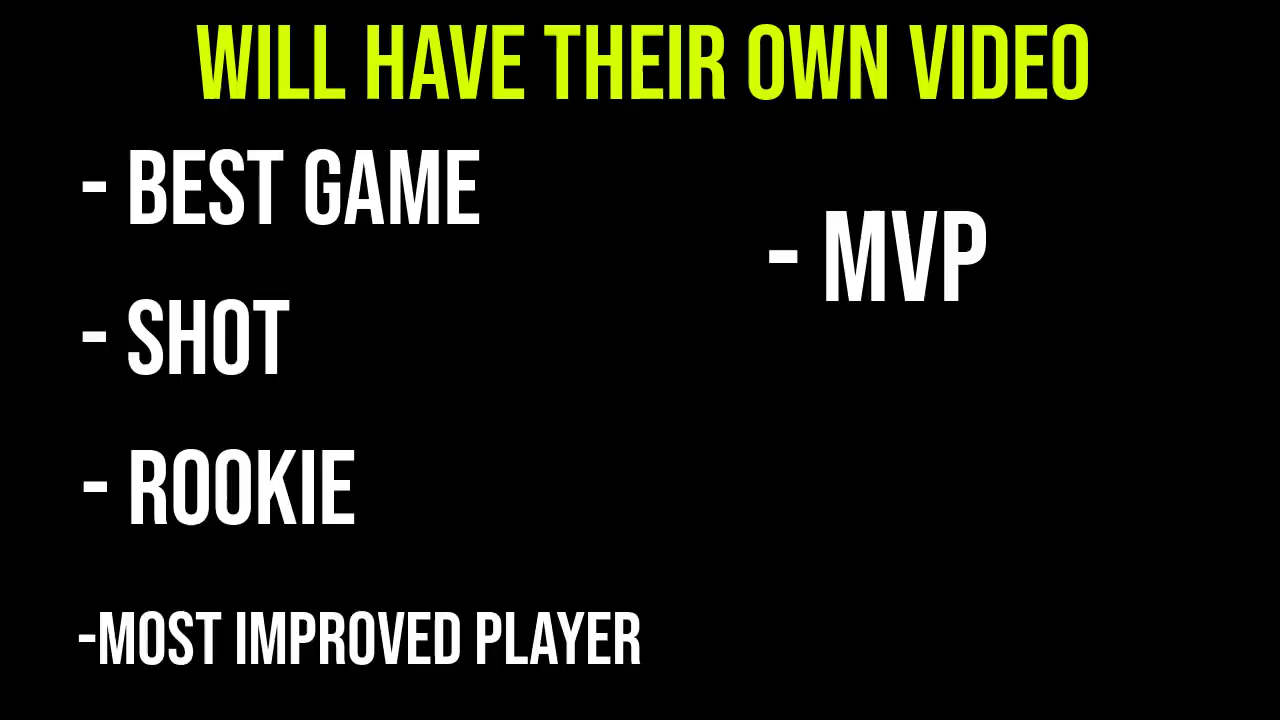 WILL HAVE THEIR OWN VIDEO
- BEST GAME
- SHOT
- ROOKIE
-MOST IMPROVED PLAYER
- MVP